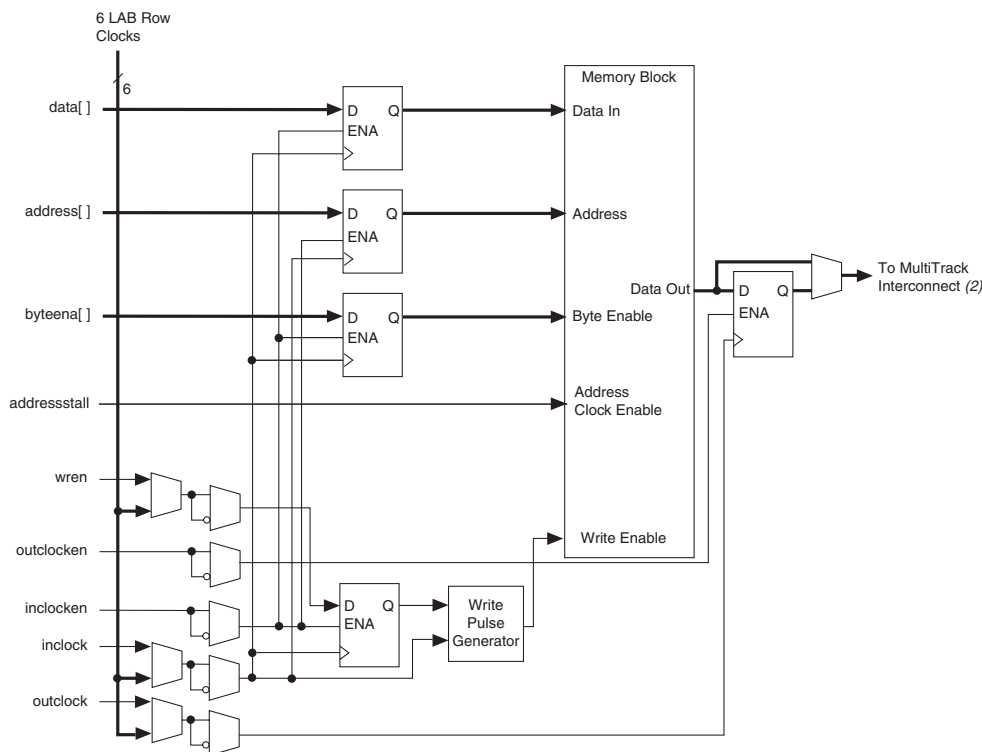 6 LAB Row
Clocks
6
Memory Block
data[ ]
D Q
ENA
Data In
address[ ]
D Q
ENA
Address
To MultiTrack
Interconnect (2)
Data Out
D Q
ENA
byteena[ ]
D Q
ENA
Byte Enable
addressstall
Address
Clock Enable
wren
Write Enable
outclocken
inclocken
D Q
ENA
Write
Pulse
Generator
inclock
outclock